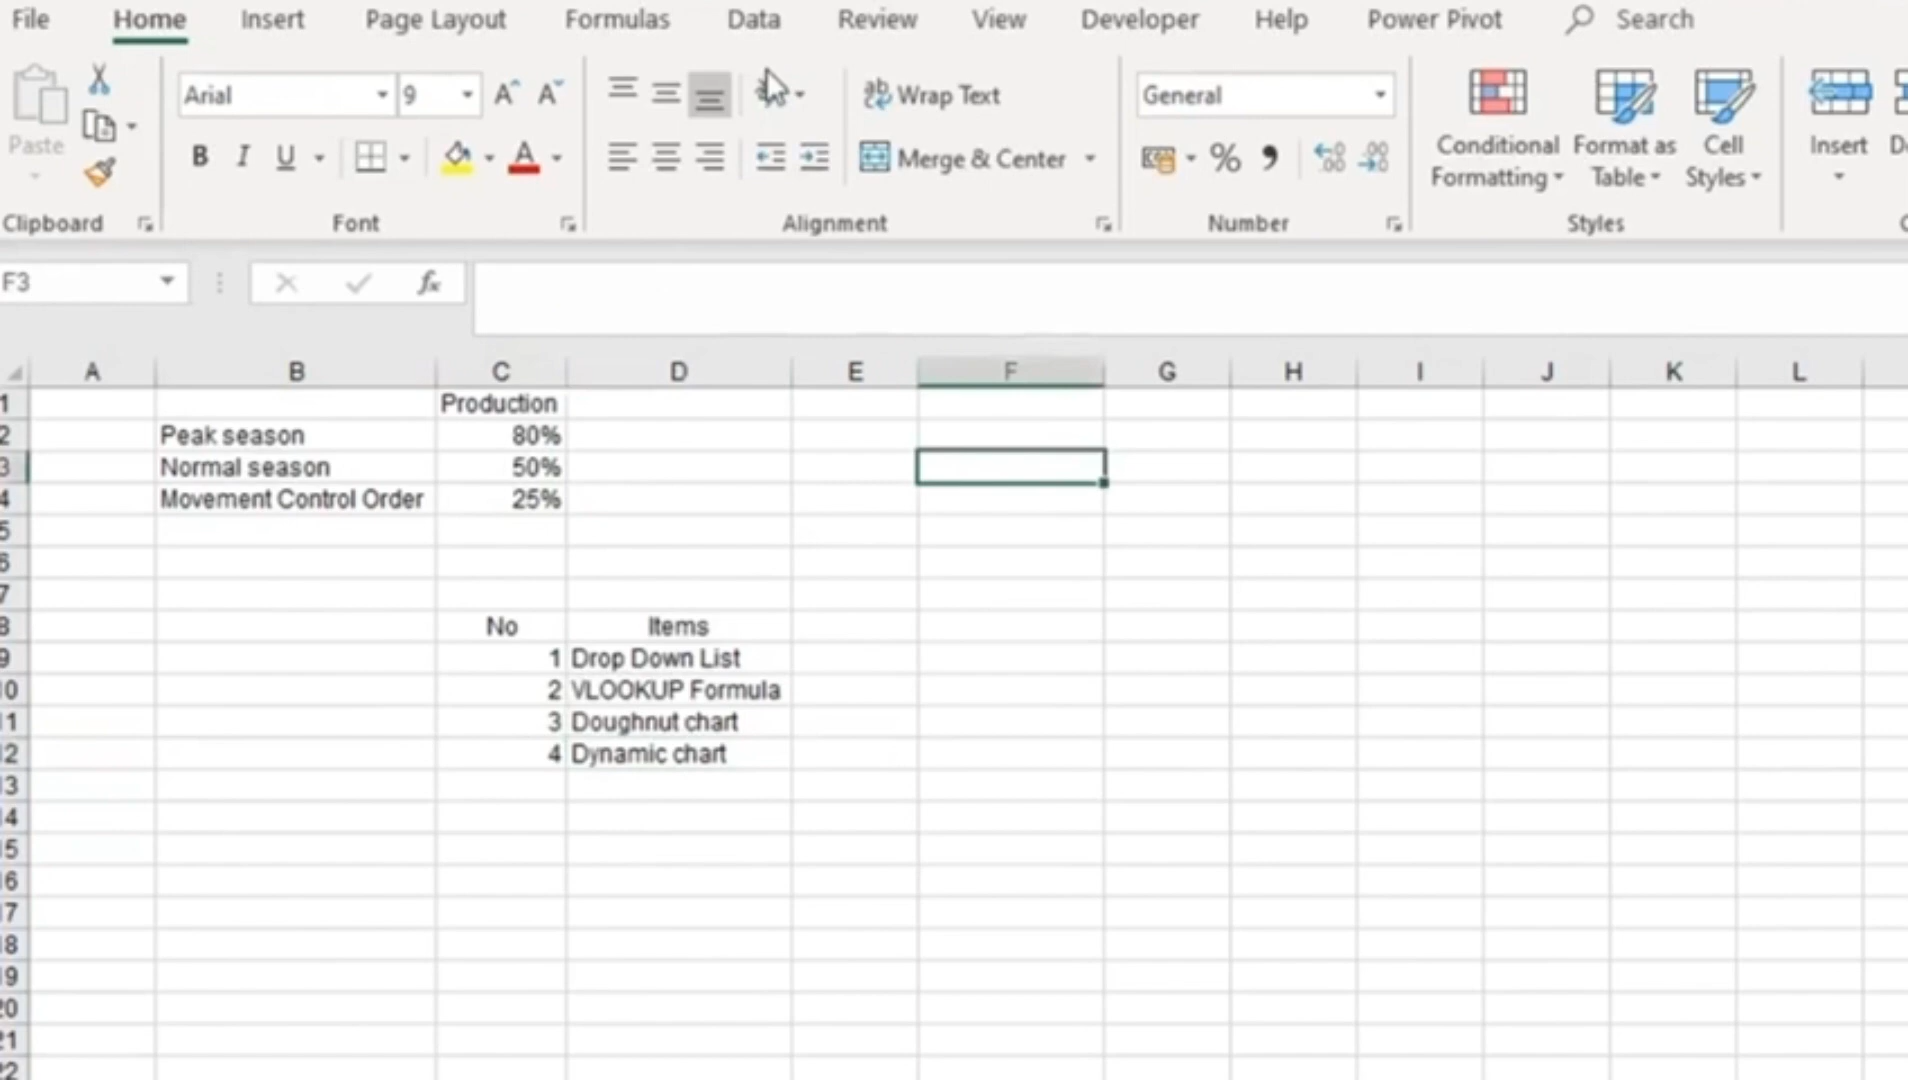 File Home Insert Page Layout Formulas Data Review View Developer Help Power Pivot Search
Arial 9 Wrap Text General
Paste B I U Merge & Center % Conditional Formatting Format as Table Cell Styles Insert
Clipboard Font Alignment Number Styles
F3 fx
A B C D E F G H I J K L
1 Production
2 Peak season 80%
3 Normal season 50%
4 Movement Control Order 25%
5
6
7
8 No Items
9 1 Drop Down List
10 2 VLOOKUP Formula
11 3 Doughnut chart
12 4 Dynamic chart
13
14
15
16
17
18
19
20
21
22